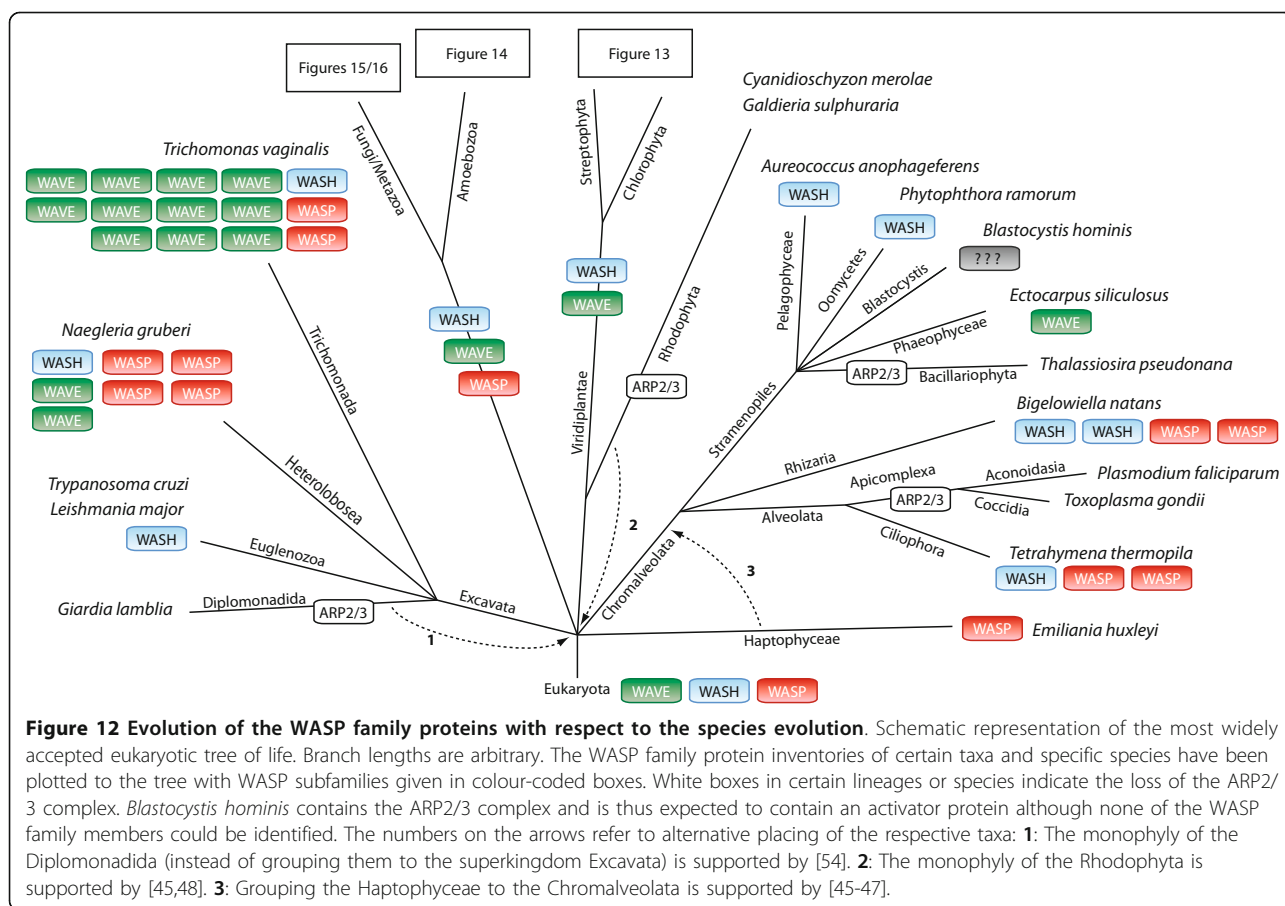 Figures 15/16
Figure 14
Figure 13
Cyanidioschyzon merolae
Galdieria sulphuraria
Fungi/Metazoa
Amoebozoa
Streptophyta
Chlorophyta
Rhodophyta
ARP2/3
Trichomonas vaginalis
WAVE WAVE WAVE WAVE WASH
WAVE WAVE WAVE WAVE WASP
WAVE WAVE WAVE WASP
Trichomonada
WASH
WAVE
WASP
WASH
WAVE
Viridiplantae
Aureococcus anophageferens
WASH
Pelagophyceae
Phytophthora ramorum
WASH
Oomycetes
Blastocystis hominis
???
Blastocystis
Ectocarpus siliculosus
WAVE
Phaeophyceae
ARP2/3
Bacillariophyta
Thalassiosira pseudonana
Stramenopiles
Naegleria gruberi
WASH WASP WASP
WAVE WASP WASP
WAVE
Heterolobosea
Bigelowiella natans
WASH WASH WASP WASP
Rhizaria
Apicomplexa
ARP2/3
Aconoidasia
Plasmodium faliciparum
Coccidia
Toxoplasma gondii
Alveolata
Ciliophora
Tetrahymena thermopila
WASH WASP WASP
Trypanosoma cruzi
Leishmania major
WASH
Euglenozoa
Giardia lamblia
Diplomonadida
ARP2/3
Excavata
1
2
3
Chromalveolata
Haptophyceae
WASP
Emiliania huxleyi
Eukaryota WAVE WASH WASP
Figure 12 Evolution of the WASP family proteins with respect to the species evolution. Schematic representation of the most widely
accepted eukaryotic tree of life. Branch lengths are arbitrary. The WASP family protein inventories of certain taxa and specific species have been
plotted to the tree with WASP subfamilies given in colour-coded boxes. White boxes in certain lineages or species indicate the loss of the ARP2/
3 complex. Blastocystis hominis contains the ARP2/3 complex and is thus expected to contain an activator protein although none of the WASP
family members could be identified. The numbers on the arrows refer to alternative placing of the respective taxa: 1: The monophyly of the
Diplomonadida (instead of grouping them to the superkingdom Excavata) is supported by [54]. 2: The monophyly of the Rhodophyta is
supported by [45,48]. 3: Grouping the Haptophyceae to the Chromalveolata is supported by [45-47].